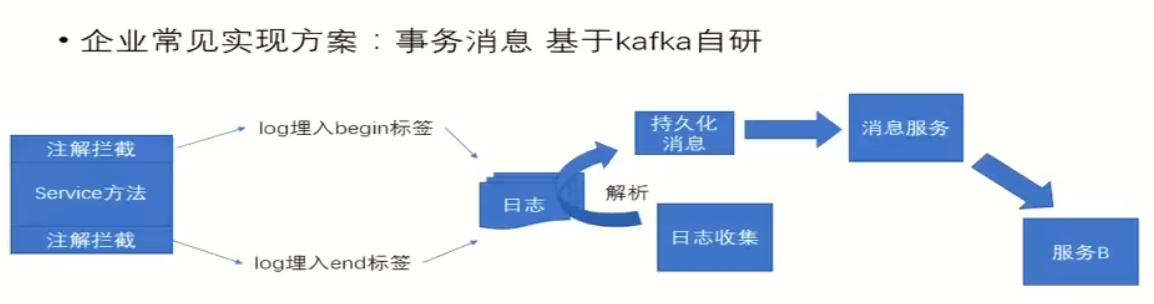 • 企业常见实现方案：事务消息 基于kafka自研
注解拦截
Service方法
注解拦截
log埋入begin标签
log埋入end标签
日志
解析
持久化
消息
日志收集
消息服务
服务B